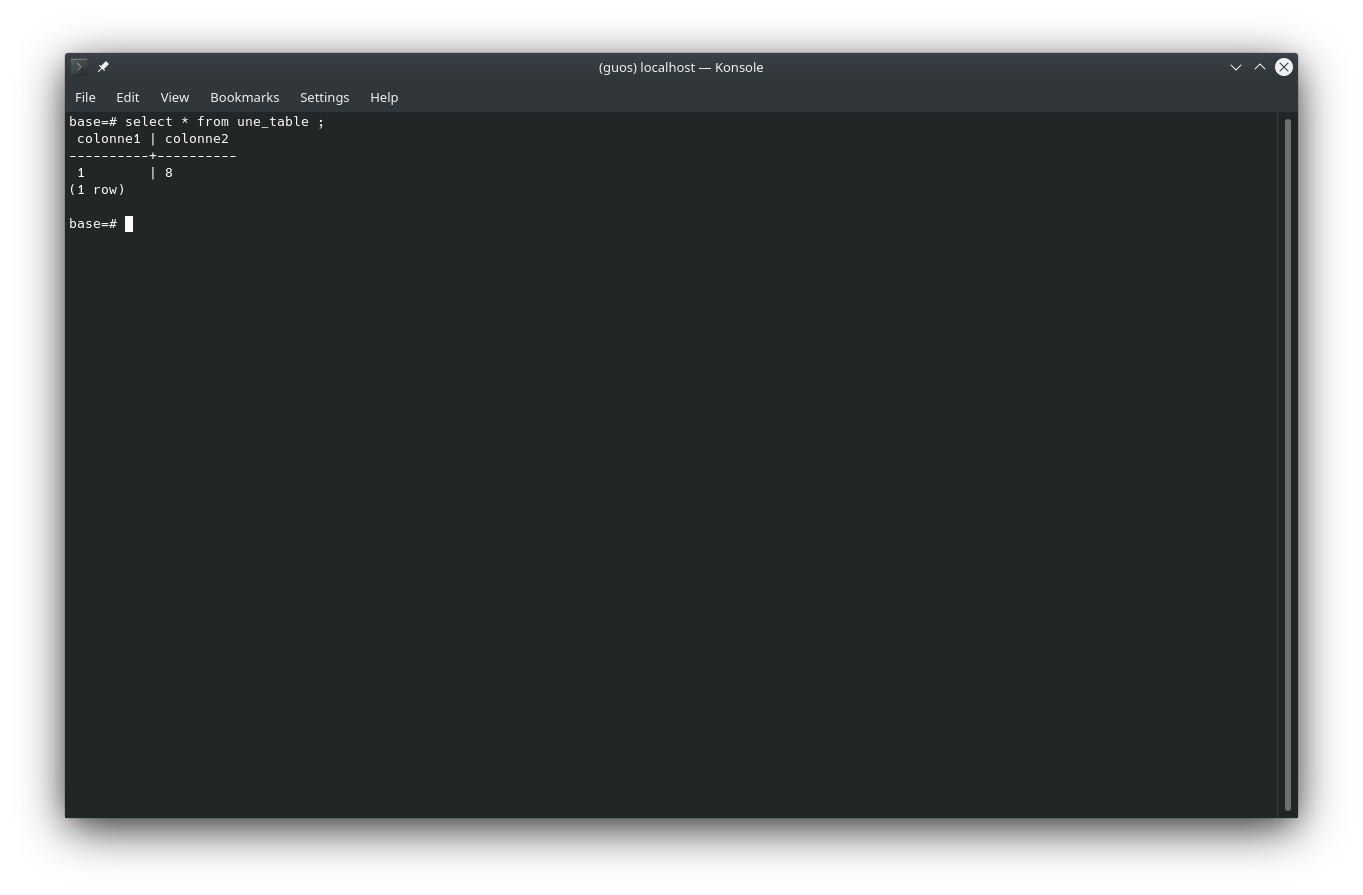 (guos) localhost — Konsole
File Edit View Bookmarks Settings Help
base=# select * from une_table ;
 colonne1 | colonne2
----------+----------
 1        | 8
(1 row)
base=#